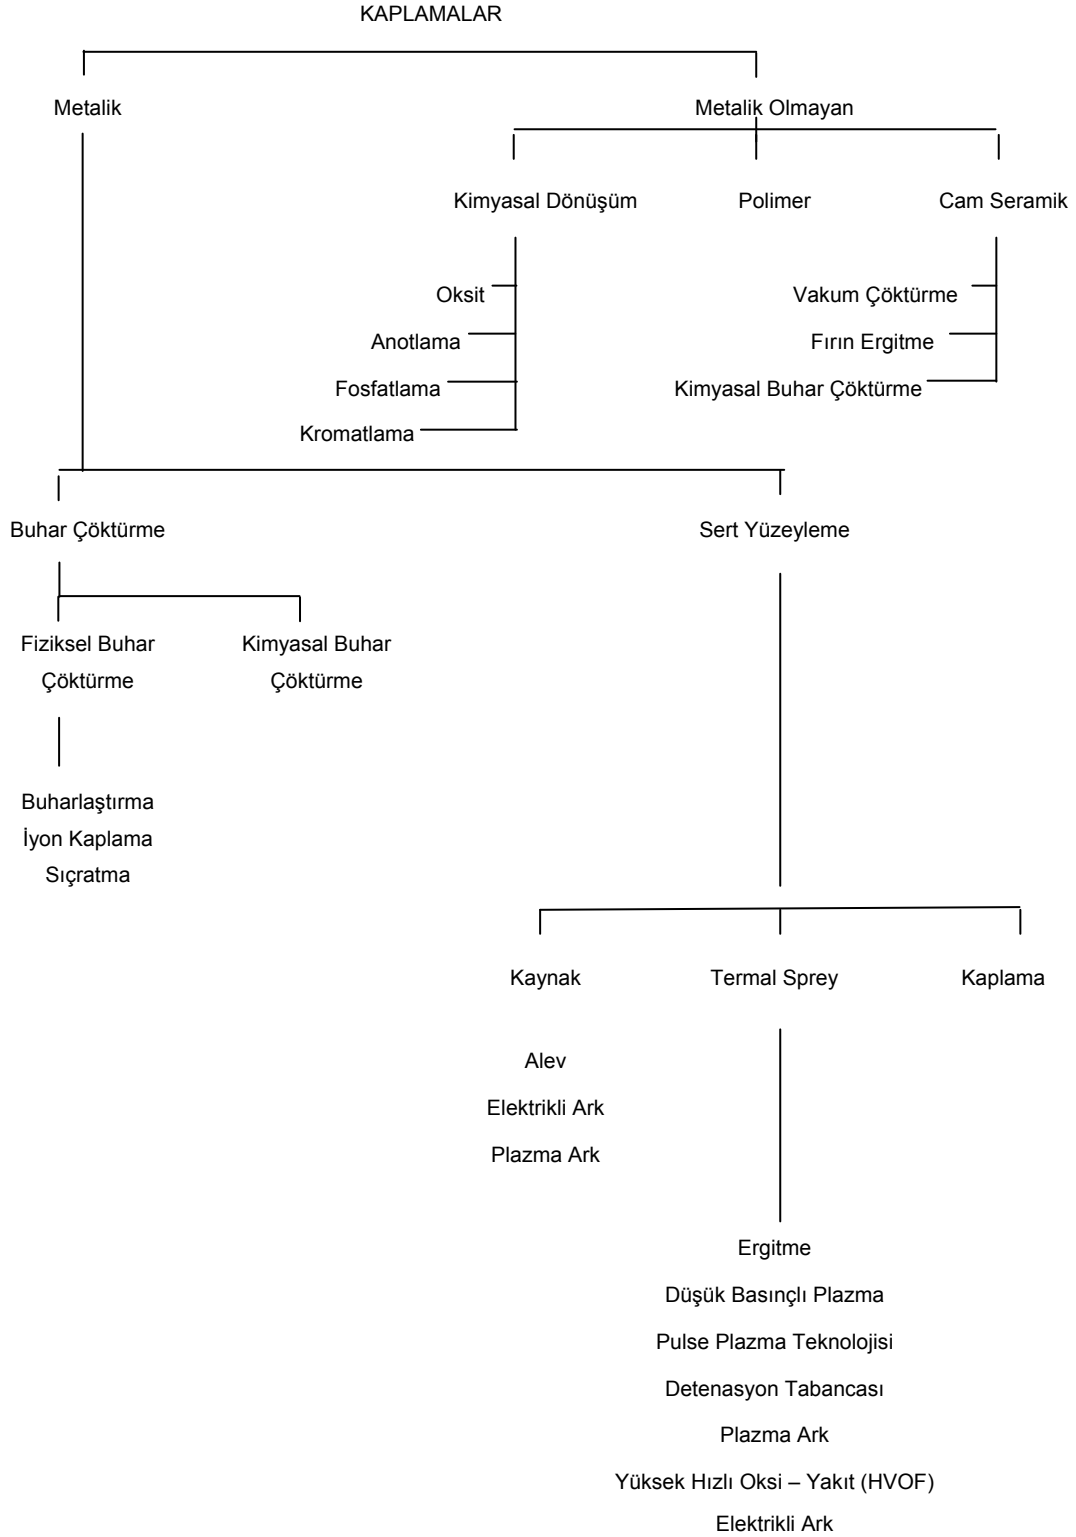 KAPLAMALAR
Metalik
Metalik Olmayan
Kimyasal Dönüşüm
Polimer
Cam Seramik
Oksit
Anotlama
Fosfatlama
Kromatlama
Vakum Çöktürme
Fırın Ergitme
Kimyasal Buhar Çöktürme
Buhar Çöktürme
Sert Yüzeyleme
Fiziksel Buhar
Çöktürme
Kimyasal Buhar
Çöktürme
Buharlaştırma
İyon Kaplama
Sıçratma
Kaynak
Termal Sprey
Kaplama
Alev
Elektrikli Ark
Plazma Ark
Ergitme
Düşük Basınçlı Plazma
Pulse Plazma Teknolojisi
Detenasyon Tabancası
Plazma Ark
Yüksek Hızlı Oksi – Yakıt (HVOF)
Elektrikli Ark